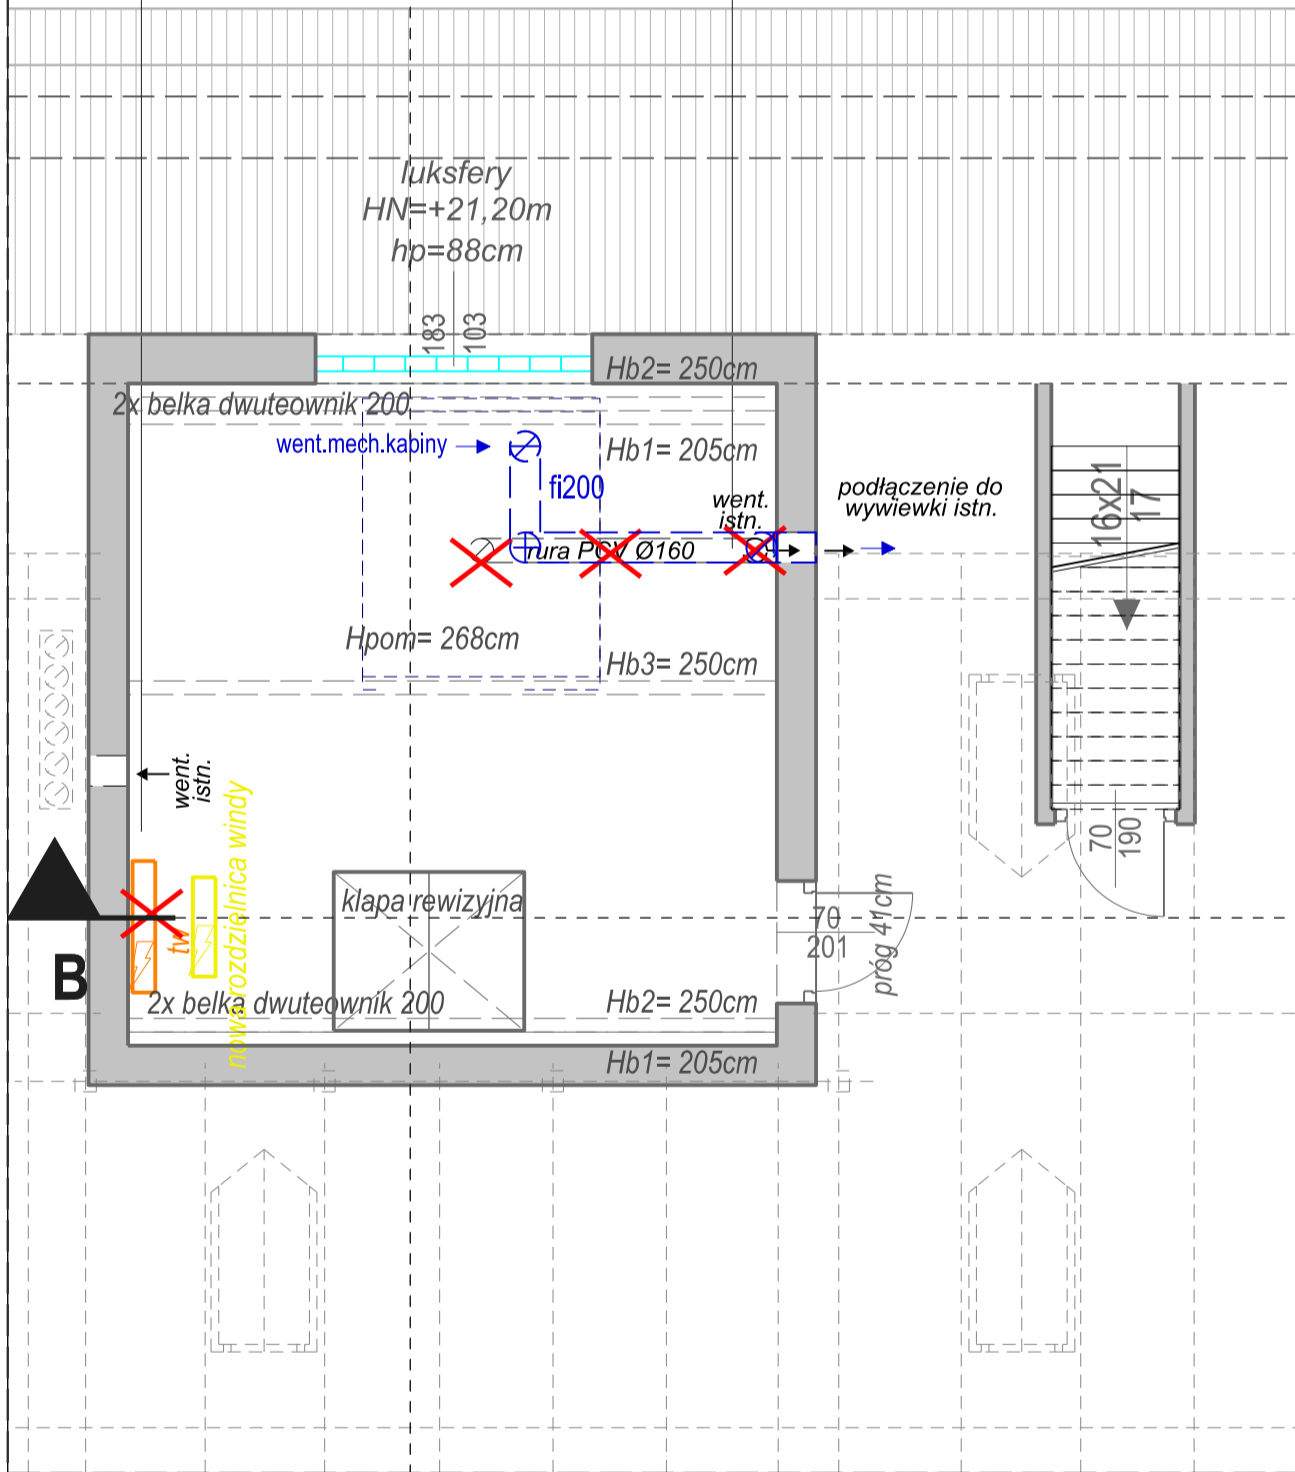 luksfery
HN=+21,20m
hp=88cm
183
103
Hb2= 250cm
2x belka dwuteownik 200
went.mech.kabiny
Hb1= 205cm
fi200
went.
istn.
podłączenie do
wywiewki istn.
16x21
17
rura PCV Ø160
Hpom= 268cm
Hb3= 250cm
went.
istn.
nowa rozdzielnica windy
70
190
klapa rewizyjna
70
201
próg 41cm
tw
B
2x belka dwuteownik 200
Hb2= 250cm
Hb1= 205cm